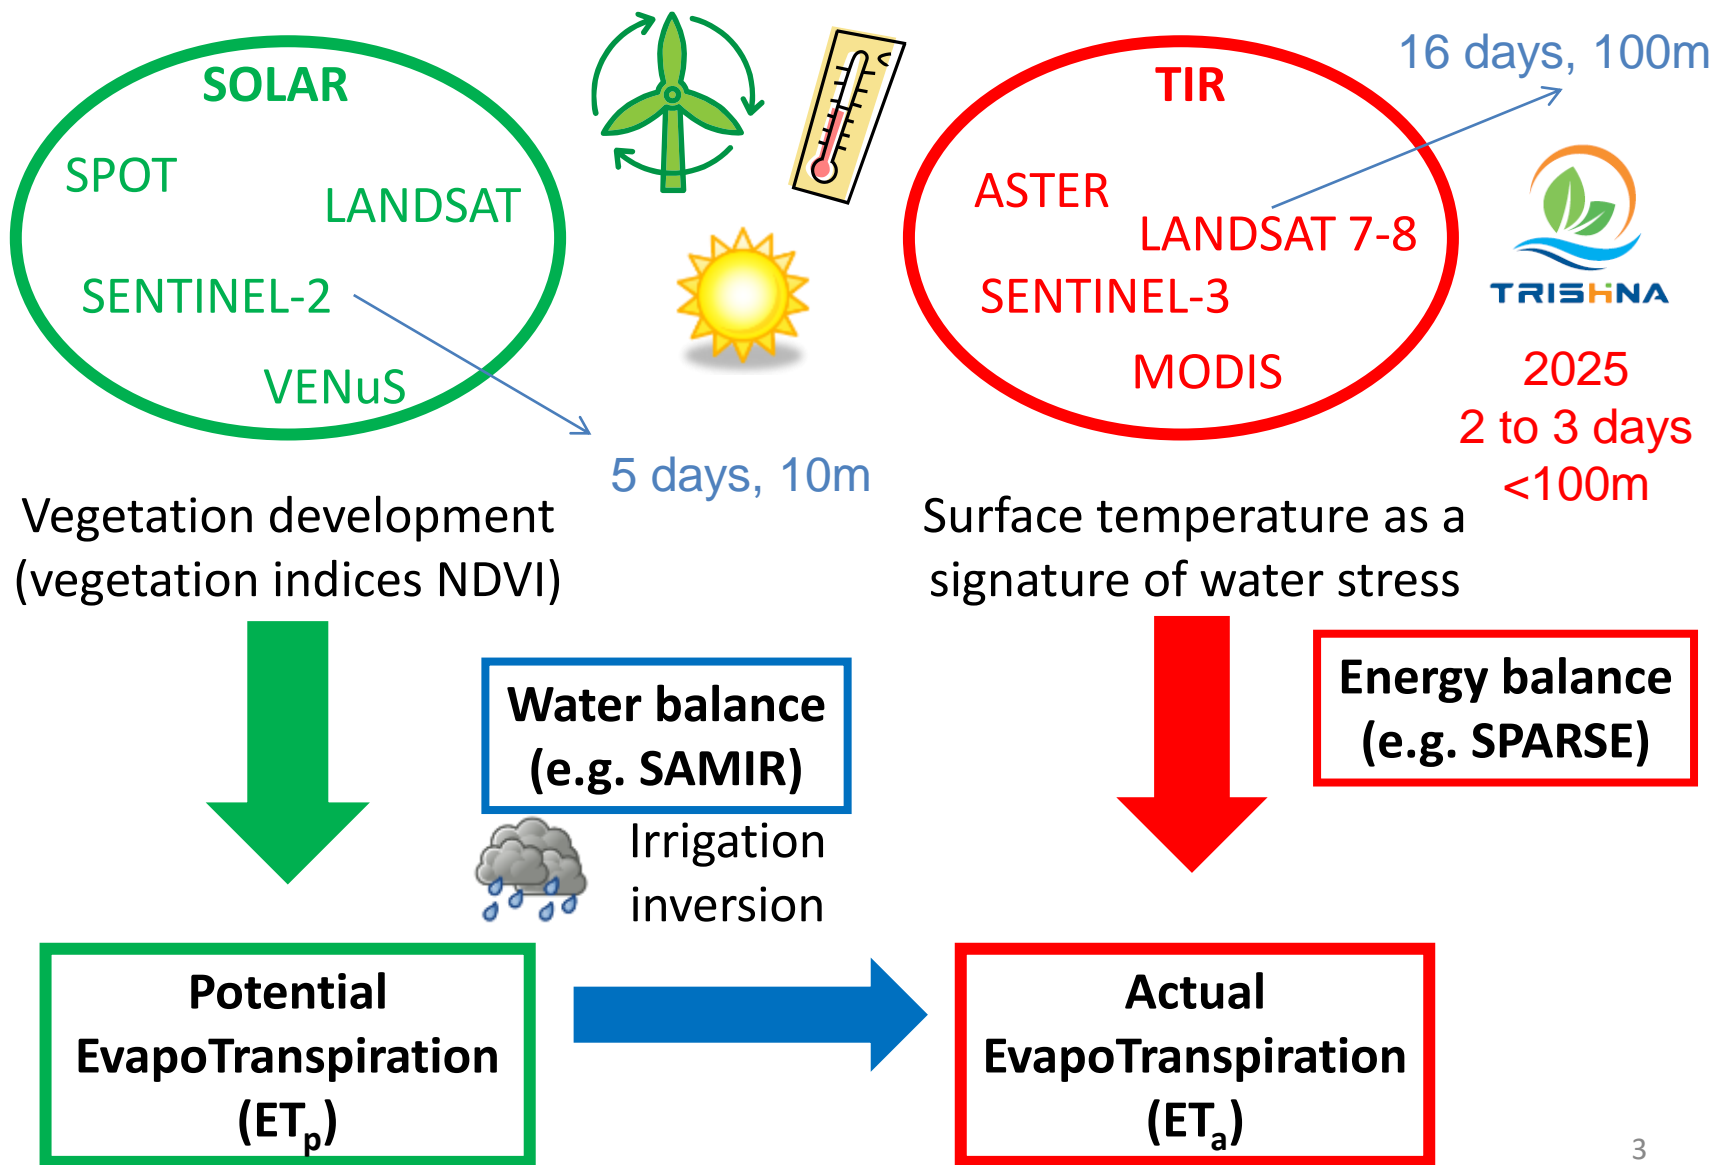 SOLAR
SPOT
LANDSAT
SENTINEL-2
VENuS
5 days, 10m
TIR
ASTER
LANDSAT 7-8
SENTINEL-3
MODIS
16 days, 100m
TRISHNA
2025
2 to 3 days
<100m
Vegetation development
(vegetation indices NDVI)
Surface temperature as a
signature of water stress
Water balance
(e.g. SAMIR)
Irrigation
inversion
Energy balance
(e.g. SPARSE)
Potential
EvapoTranspiration
(ETp)
Actual
EvapoTranspiration
(ETa)
3